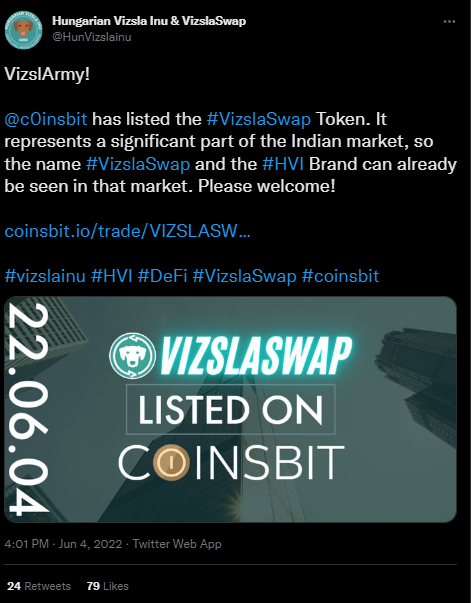 Hungarian Vizsla Inu & VizslaSwap
@HunVizslainu
VizslArmy!
@c0insbit has listed the #VizslaSwap Token. It
represents a significant part of the Indian market, so
the name #VizslaSwap and the #HVI Brand can already
be seen in that market. Please welcome!
coinsbit.io/trade/VIZSLASW...
#vizslainu #HVI #DeFi #VizslaSwap #coinsbit
22.06.04
VIZSLASWAP
LISTED ON
COINSBIT
4:01 PM · Jun 4, 2022 · Twitter Web App
24 Retweets 79 Likes